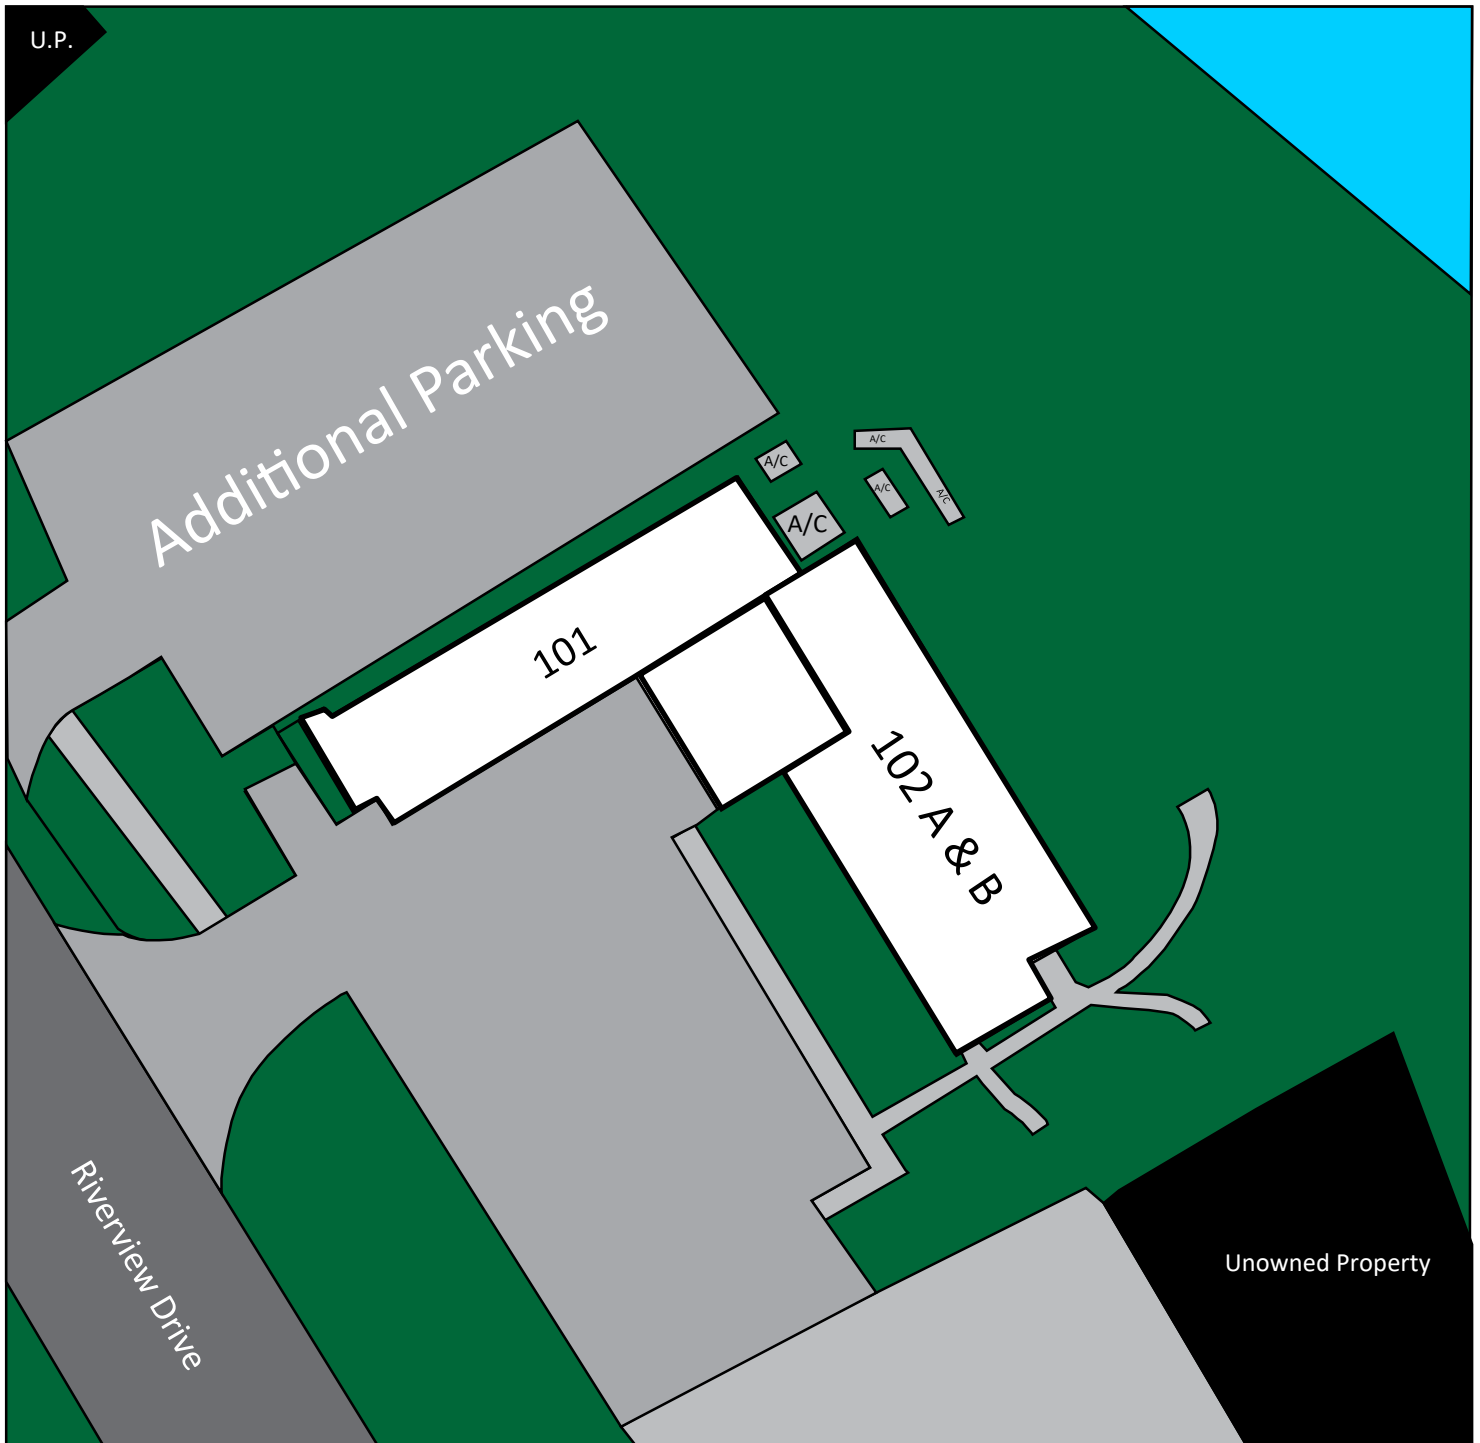 U.P.
Additional Parking
A/C
A/C
A/C
A/C
A/C
101
102 A & B
Riverview Drive
Unowned Property